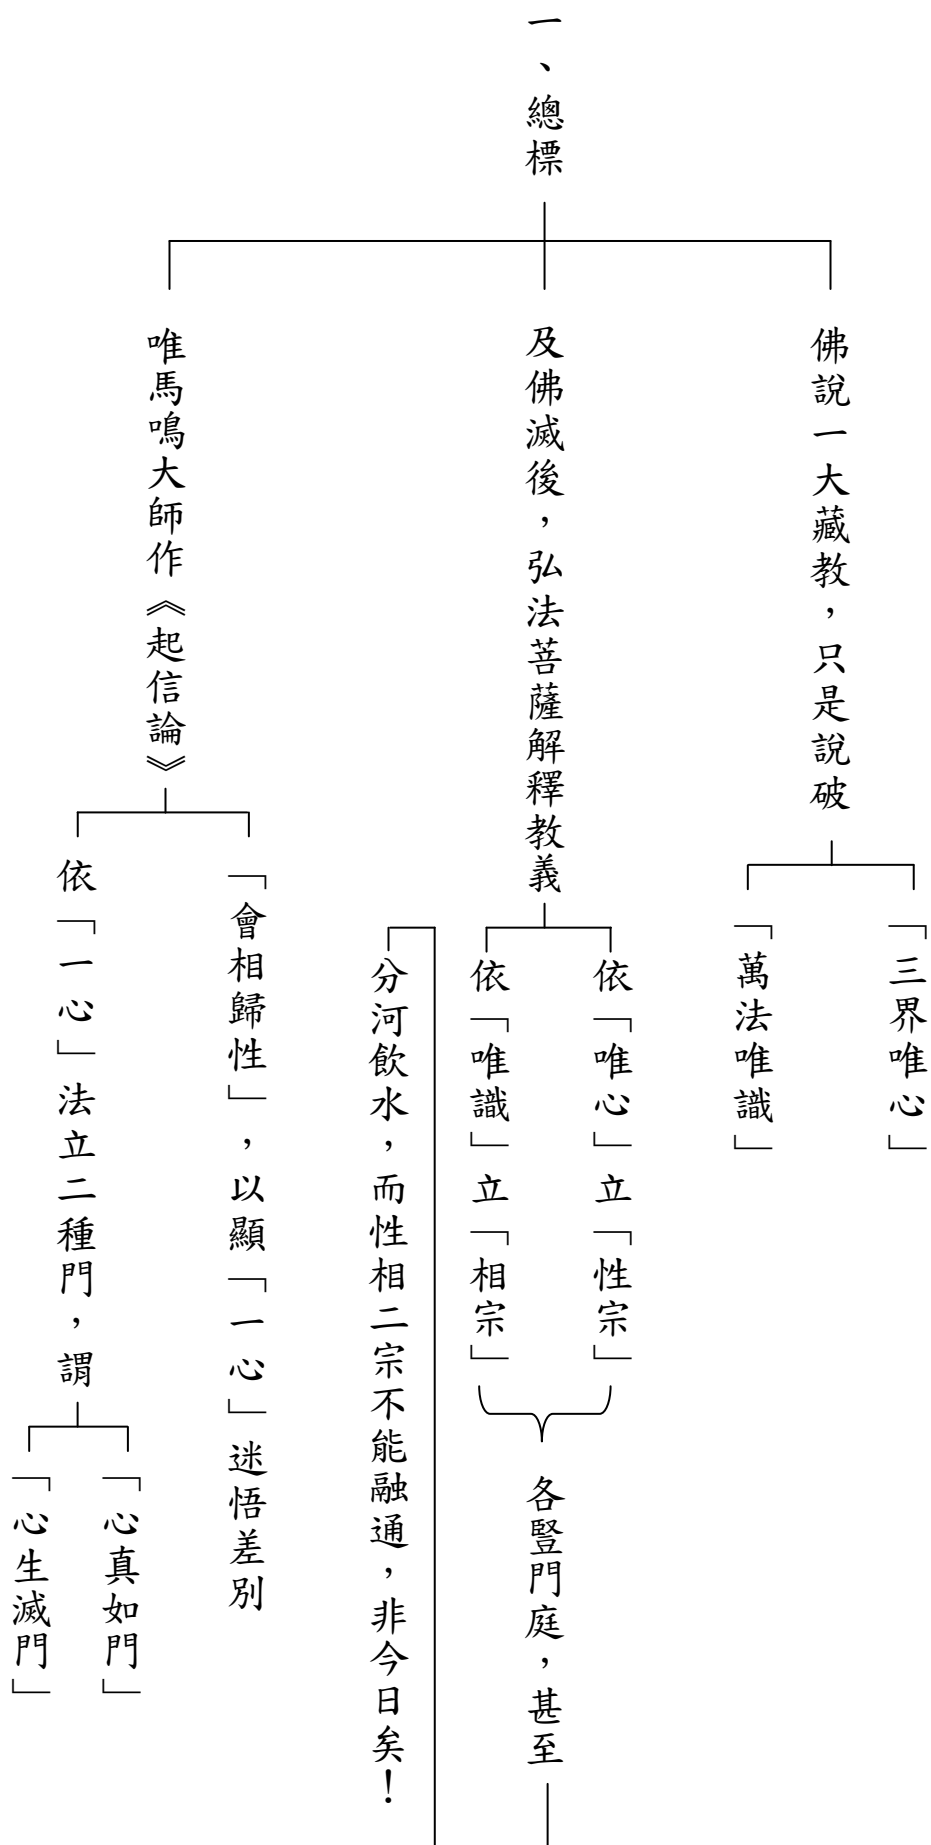 一、總標
佛說一大藏教，只是說破
「三界唯心」
「萬法唯識」
及佛滅後，弘法菩薩解釋教義
依「唯心」立「性宗」
依「唯識」立「相宗」
各豎門庭，甚至
分河飲水，而性相二宗不能融通，非今日矣！
唯馬鳴大師作《起信論》
「會相歸性」，以顯「一心」迷悟差別
依「一心」法立二種門，謂
「心真如門」
「心生滅門」